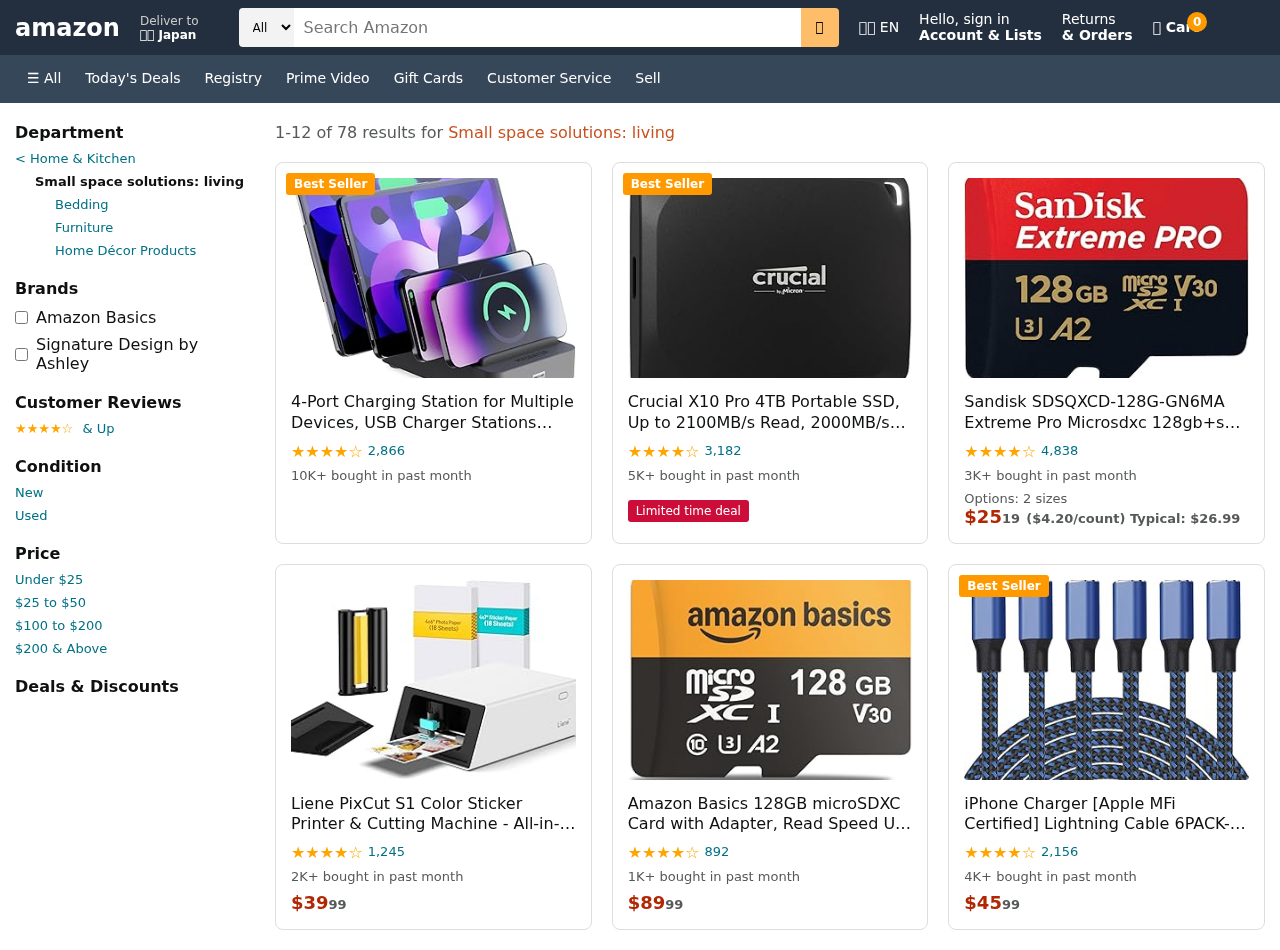 amazon
Deliver to
Japan
All
Search Amazon
EN
Hello, sign in
Account & Lists
Returns
& Orders
0
☰ All
Today's Deals
Registry
Prime Video
Gift Cards
Customer Service
Sell
Department
< Home & Kitchen
Small space solutions: living
Bedding
Furniture
Home Décor Products
Brands
Amazon Basics
Signature Design by
Ashley
Customer Reviews
★★★★☆ & Up
Condition
New
Used
Price
Under $25
$25 to $50
$100 to $200
$200 & Above
Deals & Discounts
1-12 of 78 results for Small space solutions: living
Best Seller
4-Port Charging Station for Multiple
Devices, USB Charger Stations…
★★★★☆ 2,866
10K+ bought in past month
Best Seller
crucial
by Micron
Crucial X10 Pro 4TB Portable SSD,
Up to 2100MB/s Read, 2000MB/s…
★★★★☆ 3,182
5K+ bought in past month
Limited time deal
SanDisk
Extreme PRO
128GB micro SD XC I V30
U3 A2
Sandisk SDSQXCD-128G-GN6MA
Extreme Pro Microsdxc 128gb+s…
★★★★☆ 4,838
3K+ bought in past month
Options: 2 sizes
$25 19 ($4.20/count) Typical: $26.99
4x6" Photo Paper
(18 Sheets)
4x7" Sticker Paper
(18 Sheets)
Liene
Liene PixCut S1 Color Sticker
Printer & Cutting Machine - All-in-…
★★★★☆ 1,245
2K+ bought in past month
$39 99
amazon basics
micro SD XC I 128 GB
V30
10 U3 A2
Amazon Basics 128GB microSDXC
Card with Adapter, Read Speed U…
★★★★☆ 892
1K+ bought in past month
$89 99
Best Seller
iPhone Charger [Apple MFi
Certified] Lightning Cable 6PACK-…
★★★★☆ 2,156
4K+ bought in past month
$45 99